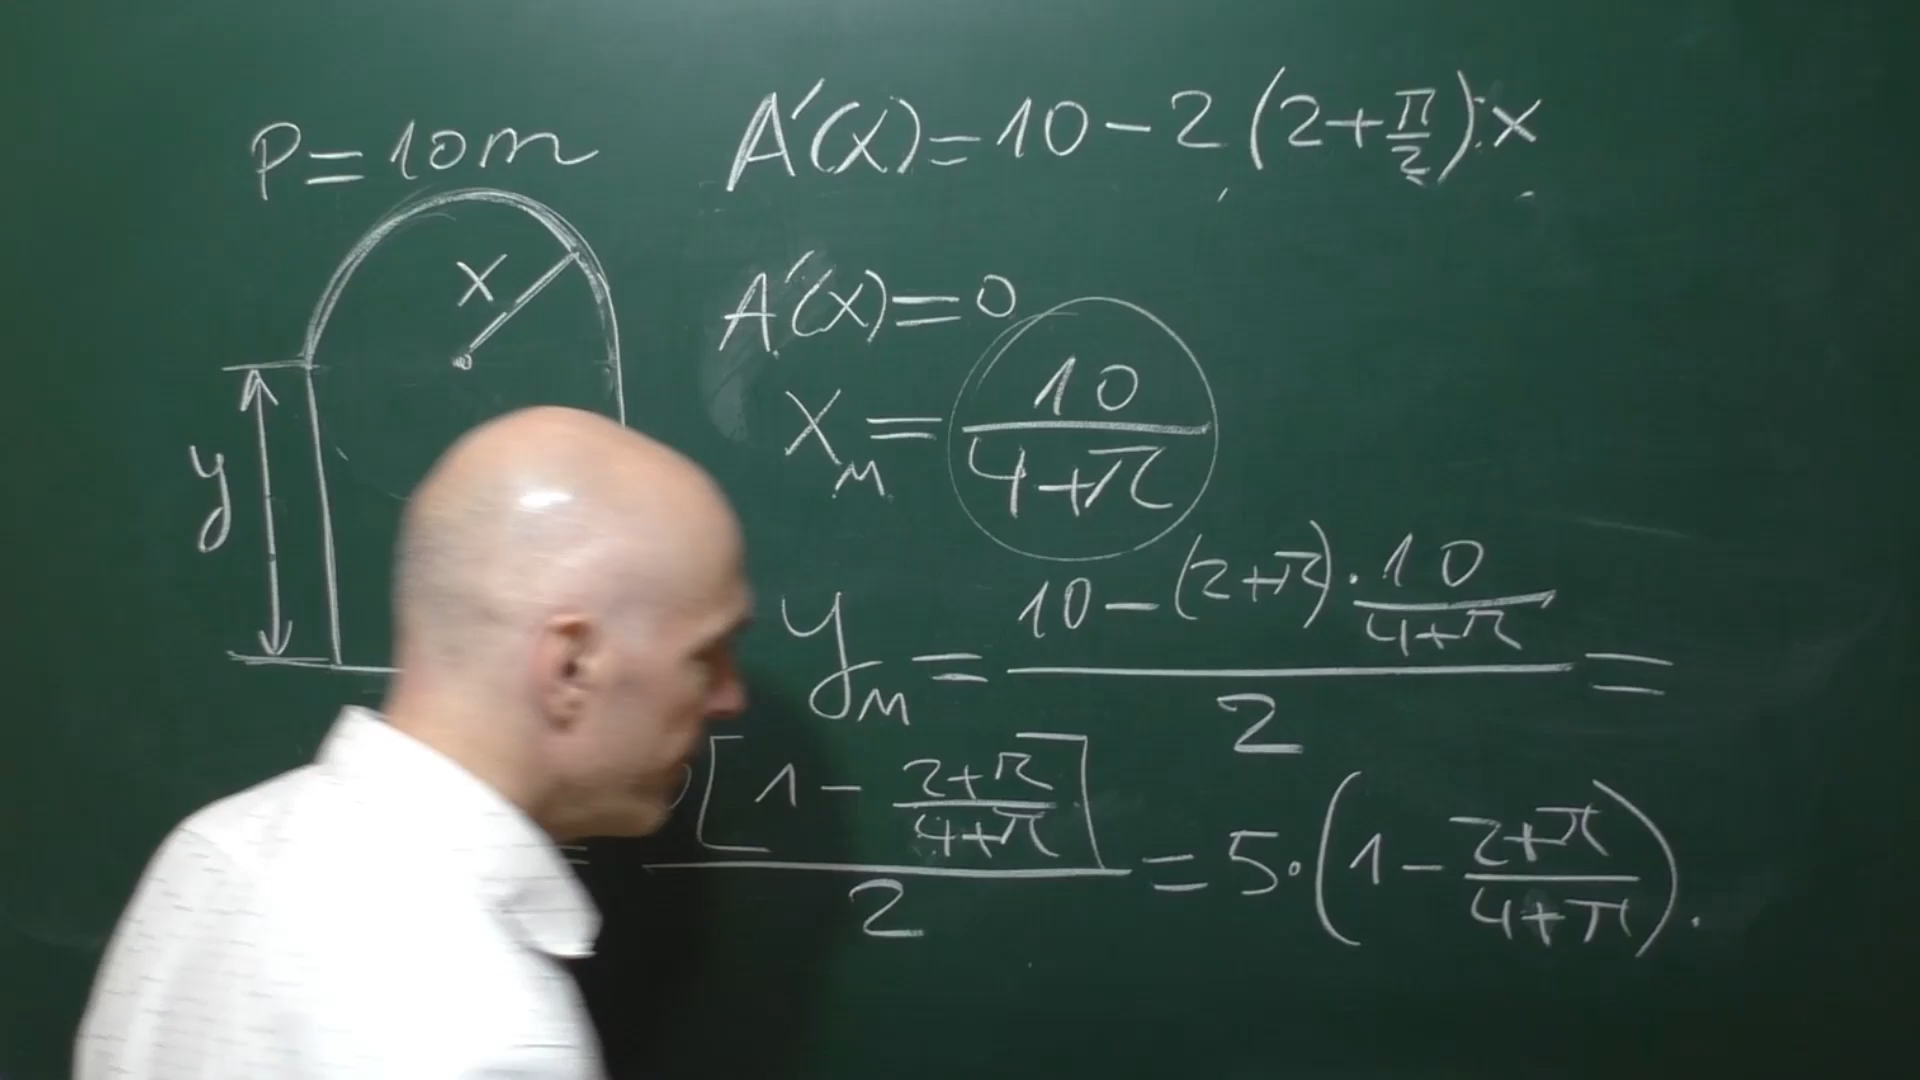 P = 10m
x
y
A'(x) = 10 - 2(2 + π/2)·x
A'(x) = 0
x_M = 10/(4+π)
y_M = (10 - (2+π)·10/(4+π))/2 =
[1 - (2+π)/(4+π)]/2 = 5·(1 - (2+π)/(4+π)).